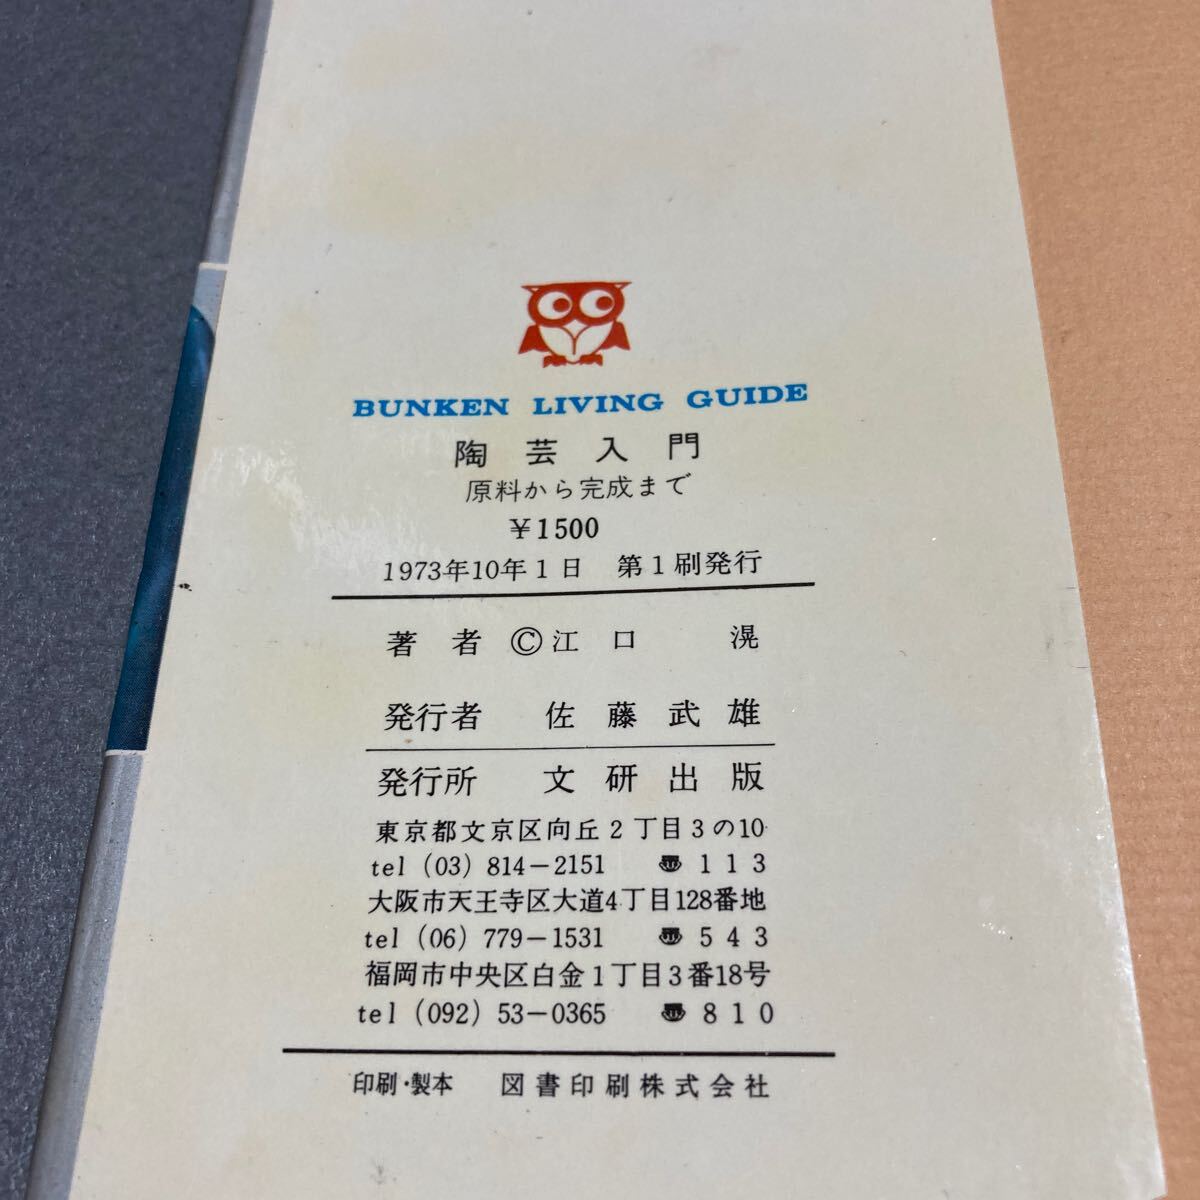 BUNKEN LIVING GUIDE
陶芸入門
原料から完成まで
¥1500
1973年10年1日 第1刷発行
著者 ©江口 滉
発行者 佐藤武雄
発行所 文研出版
東京都文京区向丘2丁目3の10
tel (03) 814−2151 113
大阪市天王寺区大道4丁目128番地
tel (06) 779−1531 543
福岡市中央区白金1丁目3番18号
tel (092) 53−0365 810
印刷・製本 図書印刷株式会社